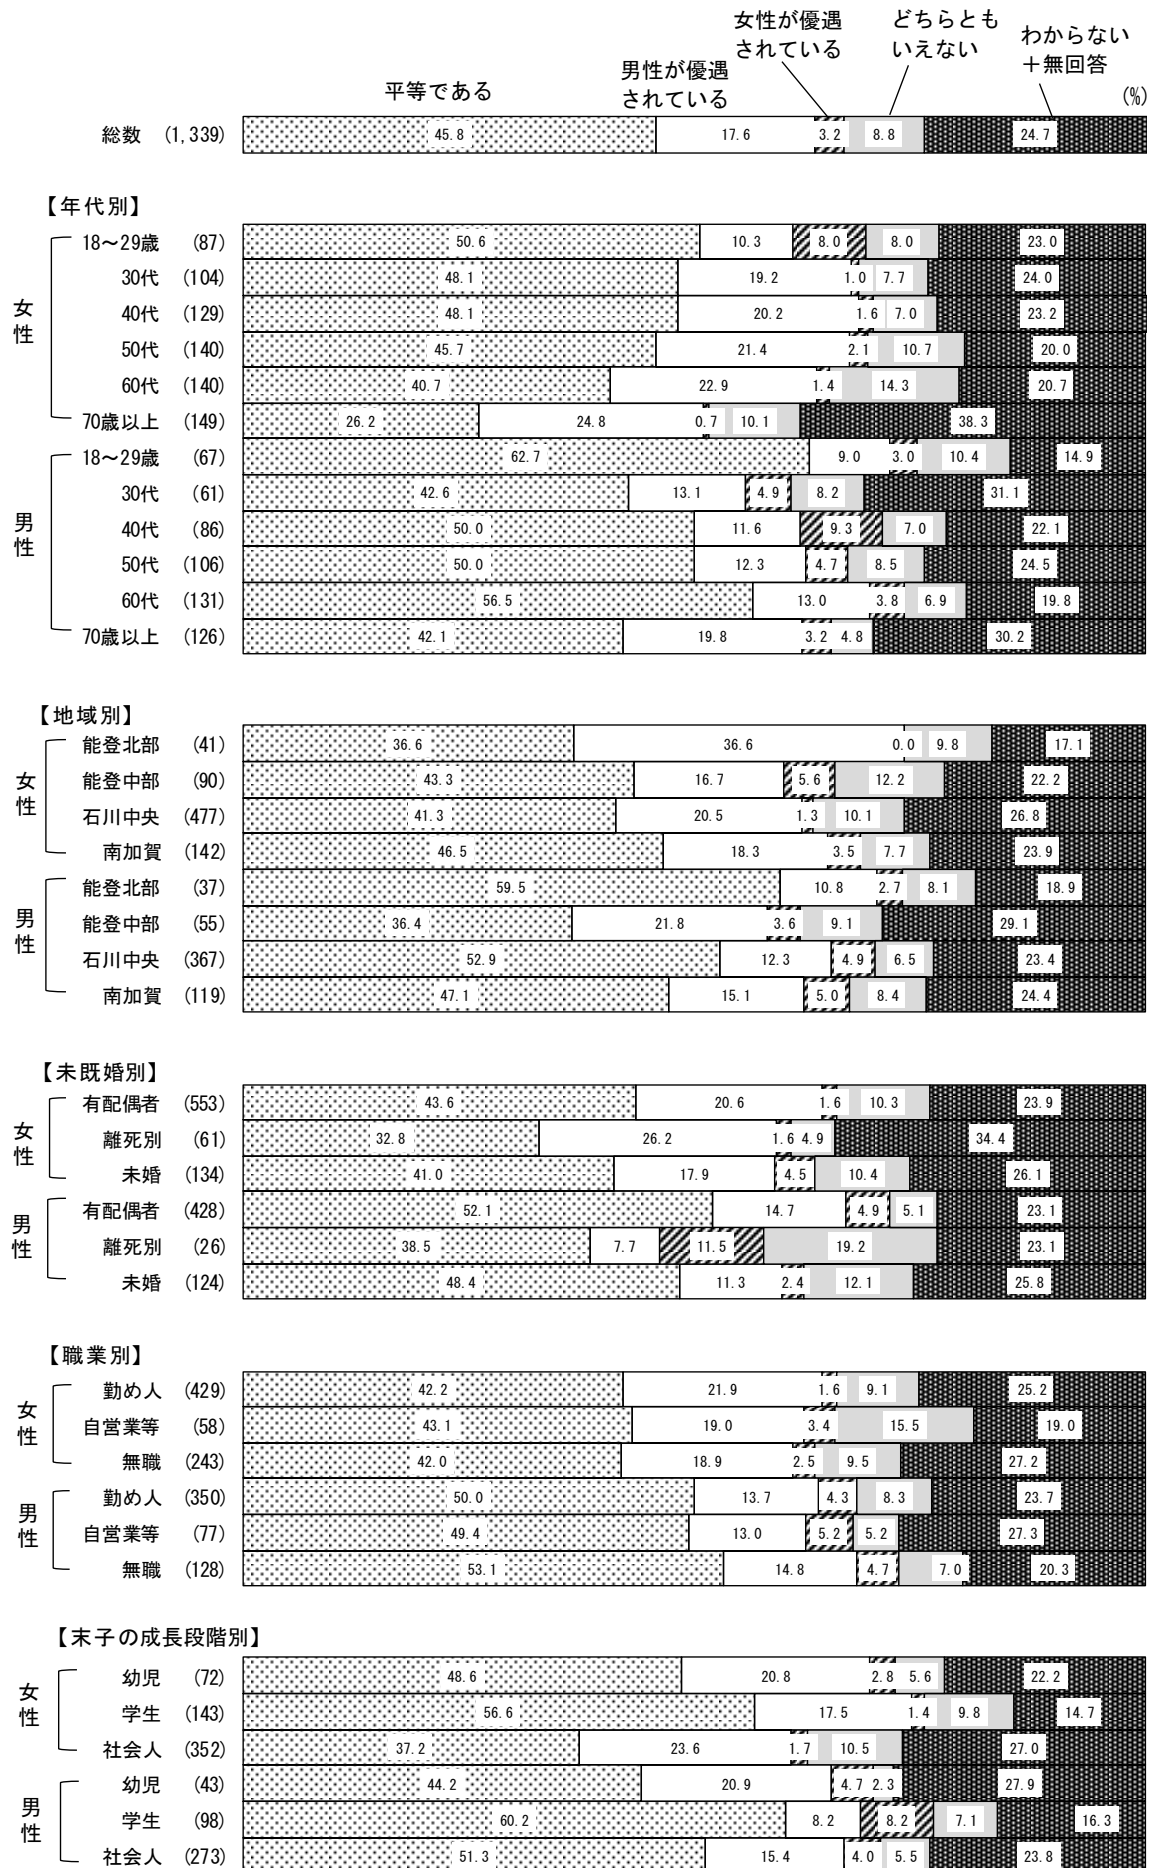 平等である
男性が優遇
されている
女性が優遇
されている
どちらとも
いえない
わからない
＋無回答
(%)
総数 (1,339) 45.8 17.6 3.2 8.8 24.7
【年代別】
女性
18〜29歳 (87) 50.6 10.3 8.0 8.0 23.0
30代 (104) 48.1 19.2 1.0 7.7 24.0
40代 (129) 48.1 20.2 1.6 7.0 23.2
50代 (140) 45.7 21.4 2.1 10.7 20.0
60代 (140) 40.7 22.9 1.4 14.3 20.7
70歳以上 (149) 26.2 24.8 0.7 10.1 38.3
男性
18〜29歳 (67) 62.7 9.0 3.0 10.4 14.9
30代 (61) 42.6 13.1 4.9 8.2 31.1
40代 (86) 50.0 11.6 9.3 7.0 22.1
50代 (106) 50.0 12.3 4.7 8.5 24.5
60代 (131) 56.5 13.0 3.8 6.9 19.8
70歳以上 (126) 42.1 19.8 3.2 4.8 30.2
【地域別】
女性
能登北部 (41) 36.6 36.6 0.0 9.8 17.1
能登中部 (90) 43.3 16.7 5.6 12.2 22.2
石川中央 (477) 41.3 20.5 1.3 10.1 26.8
南加賀 (142) 46.5 18.3 3.5 7.7 23.9
男性
能登北部 (37) 59.5 10.8 2.7 8.1 18.9
能登中部 (55) 36.4 21.8 3.6 9.1 29.1
石川中央 (367) 52.9 12.3 4.9 6.5 23.4
南加賀 (119) 47.1 15.1 5.0 8.4 24.4
【未既婚別】
女性
有配偶者 (553) 43.6 20.6 1.6 10.3 23.9
離死別 (61) 32.8 26.2 1.6 4.9 34.4
未婚 (134) 41.0 17.9 4.5 10.4 26.1
男性
有配偶者 (428) 52.1 14.7 4.9 5.1 23.1
離死別 (26) 38.5 7.7 11.5 19.2 23.1
未婚 (124) 48.4 11.3 2.4 12.1 25.8
【職業別】
女性
勤め人 (429) 42.2 21.9 1.6 9.1 25.2
自営業等 (58) 43.1 19.0 3.4 15.5 19.0
無職 (243) 42.0 18.9 2.5 9.5 27.2
男性
勤め人 (350) 50.0 13.7 4.3 8.3 23.7
自営業等 (77) 49.4 13.0 5.2 5.2 27.3
無職 (128) 53.1 14.8 4.7 7.0 20.3
【末子の成長段階別】
女性
幼児 (72) 48.6 20.8 2.8 5.6 22.2
学生 (143) 56.6 17.5 1.4 9.8 14.7
社会人 (352) 37.2 23.6 1.7 10.5 27.0
男性
幼児 (43) 44.2 20.9 4.7 2.3 27.9
学生 (98) 60.2 8.2 8.2 7.1 16.3
社会人 (273) 51.3 15.4 4.0 5.5 23.8